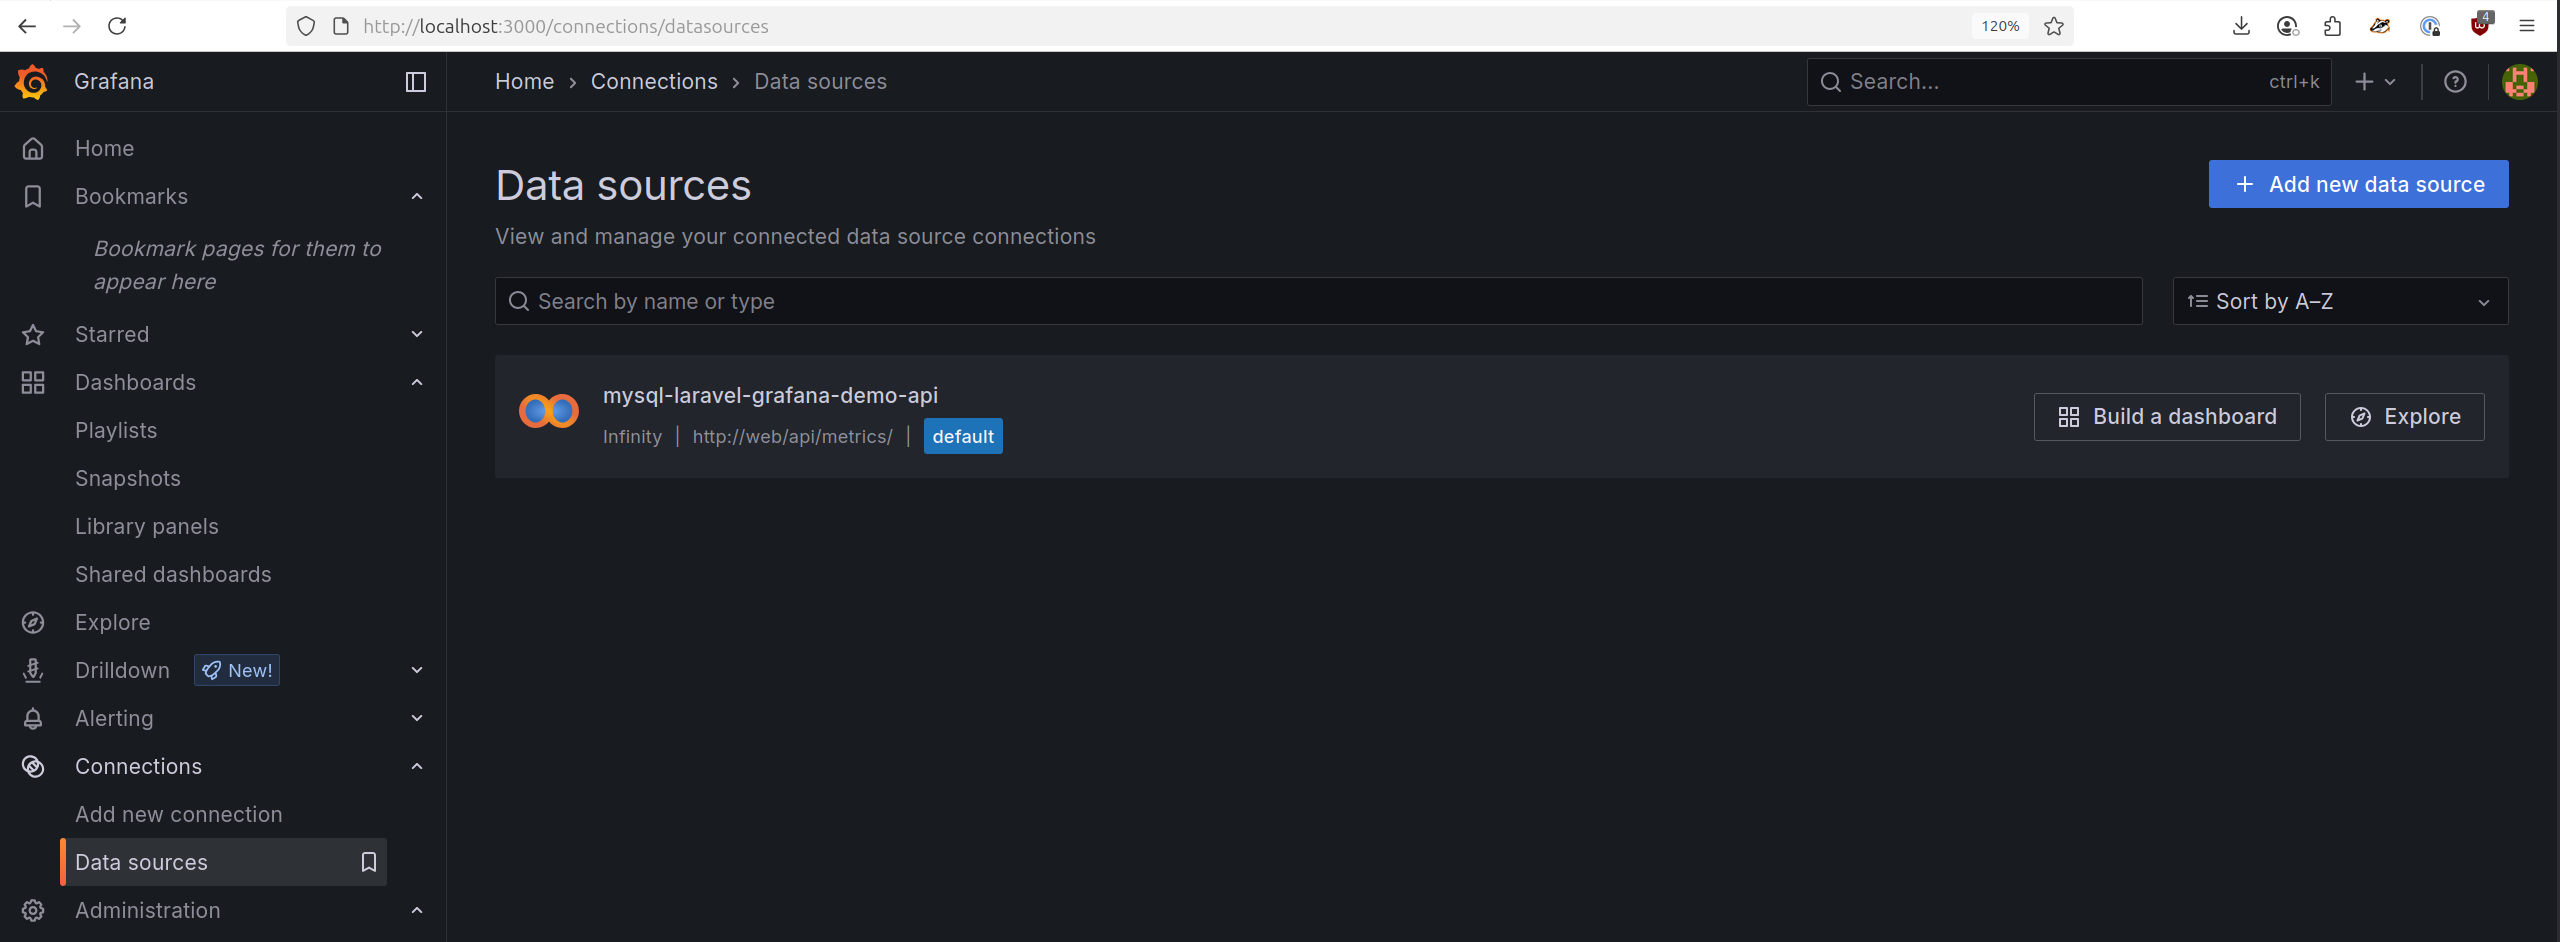 http://localhost:3000/connections/datasources
120%
4
Grafana
Home › Connections › Data sources
Search...
ctrl+k
Home
Bookmarks
Bookmark pages for them to
appear here
Starred
Dashboards
Playlists
Snapshots
Library panels
Shared dashboards
Explore
Drilldown
New!
Alerting
Connections
Add new connection
Data sources
Administration
Data sources
Add new data source
View and manage your connected data source connections
Search by name or type
Sort by A–Z
mysql-laravel-grafana-demo-api
Infinity | http://web/api/metrics/ | default
Build a dashboard
Explore